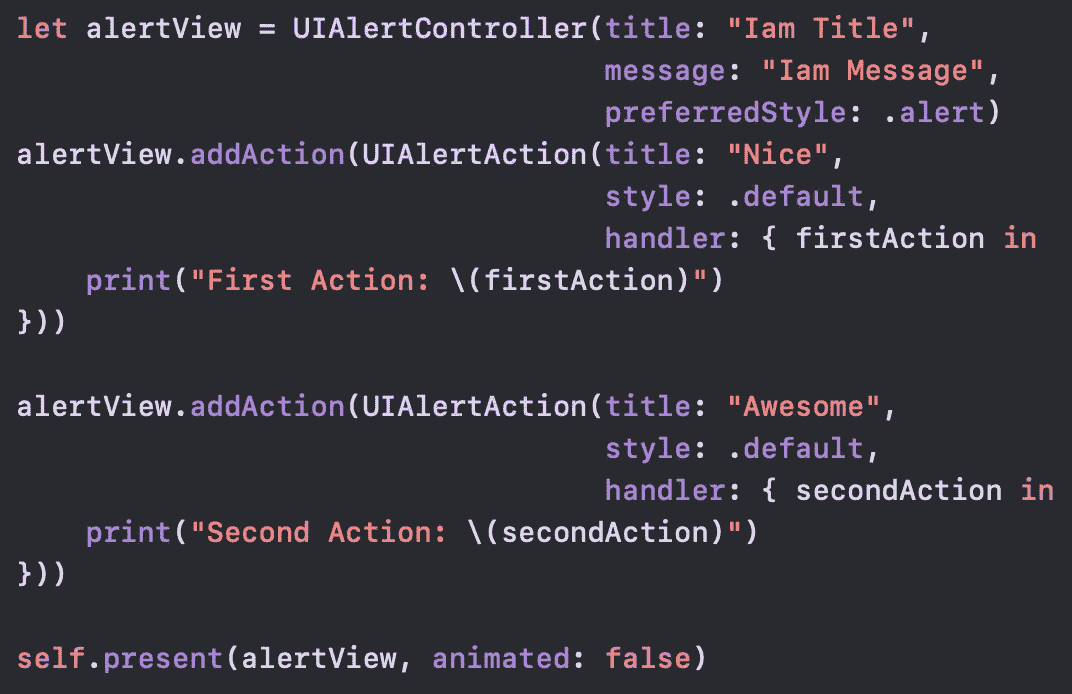 let alertView = UIAlertController(title: "Iam Title",
                                  message: "Iam Message",
                                  preferredStyle: .alert)
alertView.addAction(UIAlertAction(title: "Nice",
                                  style: .default,
                                  handler: { firstAction in
    print("First Action: \(firstAction)")
}))

alertView.addAction(UIAlertAction(title: "Awesome",
                                  style: .default,
                                  handler: { secondAction in
    print("Second Action: \(secondAction)")
}))

self.present(alertView, animated: false)